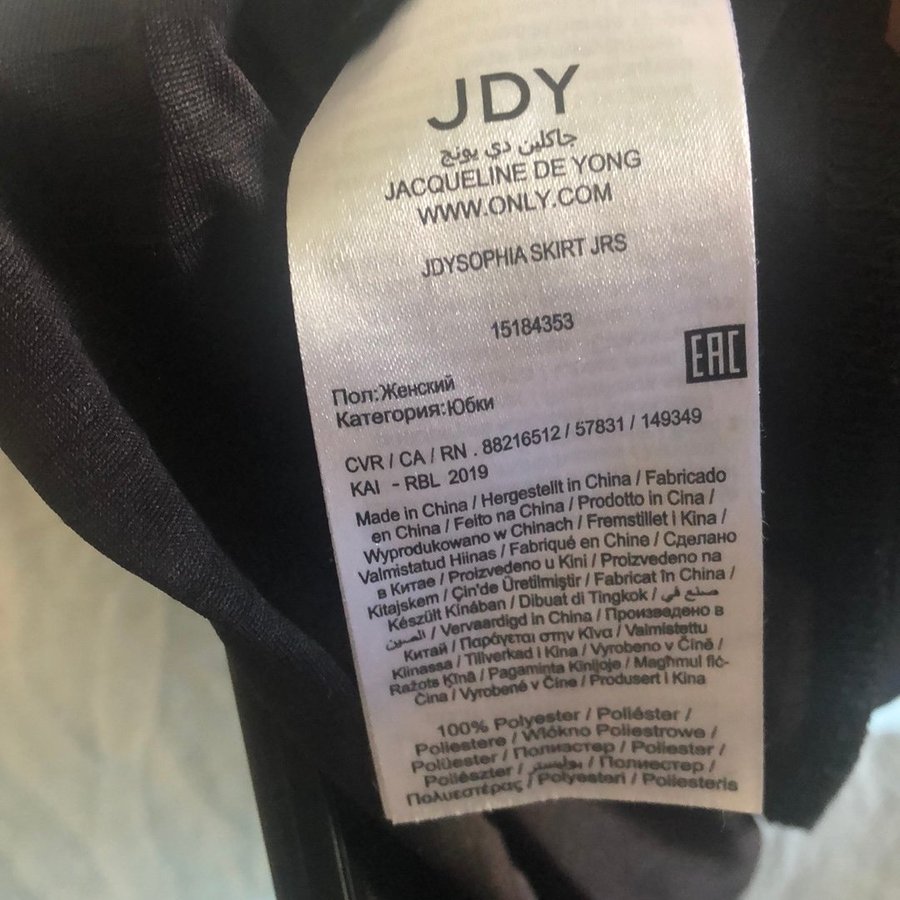 JDY
جاكلين دي يونج
JACQUELINE DE YONG
WWW.ONLY.COM
JDYSOPHIA SKIRT JRS
15184353
EAC
Пол:Женский
Категория:Юбки
CVR / CA / RN . 88216512 / 57831 / 149349
KAI - RBL 2019
Made in China / Hergestellt in China / Fabricado
en China / Feito na China / Prodotto in Cina /
Wyprodukowano w Chinach / Fremstillet i Kina /
Valmistatud Hiinas / Fabriqué en Chine / Сделано
в Китае / Proizvedeno u Kini / Proizvedeno na
Kitajskem / Çin'de Üretilmiştir / Fabricat în China /
Készült Kínában / Dibuat di Tingkok / صنع في
الصين / Vervaardigd in China / Произведено в
Китай / Παράγεται στην Κίνα / Valmistettu
Kiinassa / Tillverkad i Kina / Vyrobeno v Číně /
Ražots Ķīnā / Pagaminta Kinijoje / Magħmul fiċ-
Ċina / Vyrobené v Číne / Produsert i Kina
100% Polyester / Poliéster /
Poliestere / Włókno Poliestrowe /
Polüester / Полиэстер / Poliester /
Poliészter / بوليستر / Полиестер /
Πολυεστέρας / Polyesteri / Poliesteris